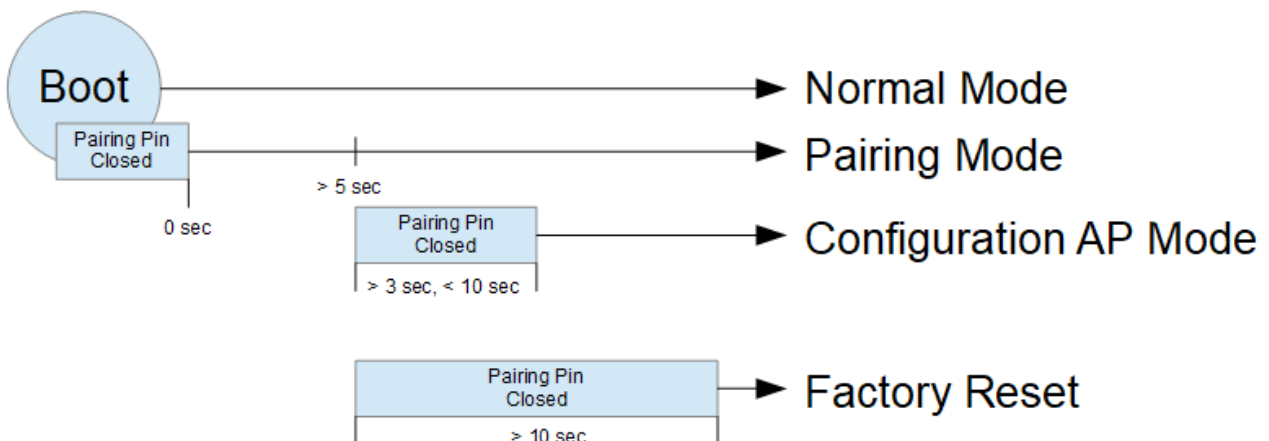 Boot
Normal Mode
Pairing Pin
Closed
Pairing Mode
> 5 sec
0 sec
Pairing Pin
Closed
Configuration AP Mode
> 3 sec, < 10 sec
Pairing Pin
Closed
Factory Reset
> 10 sec